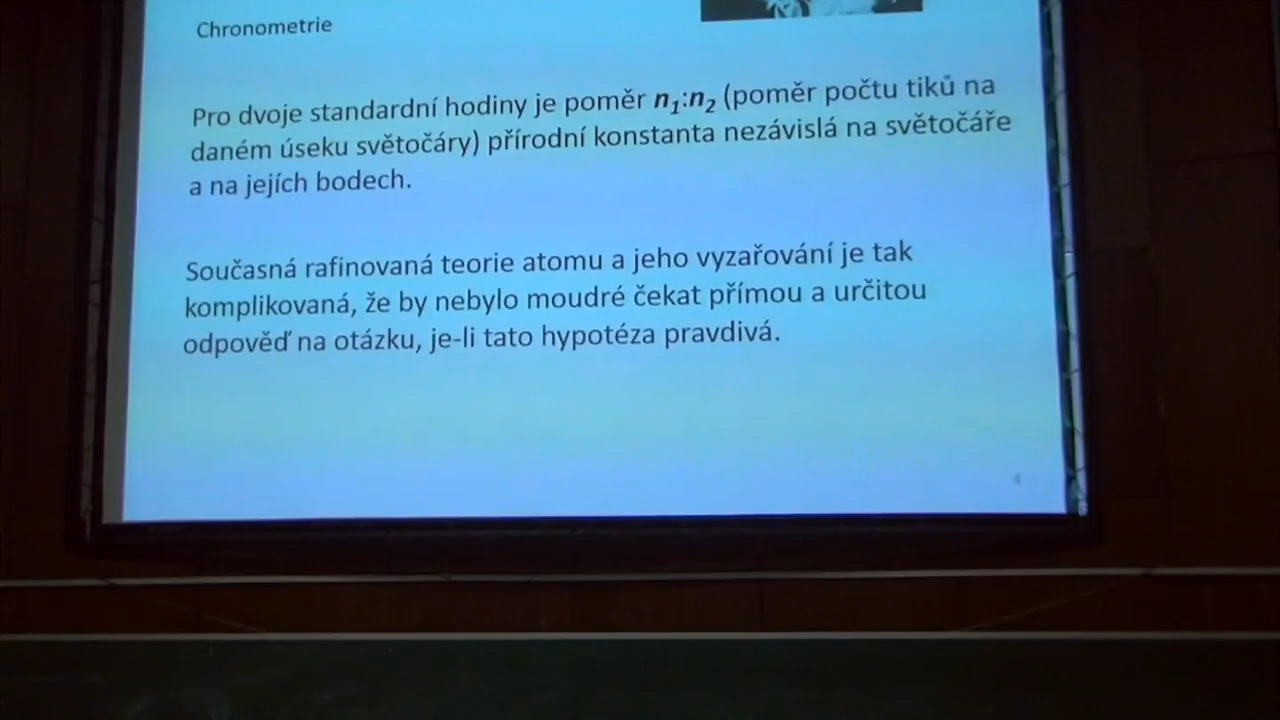 Chronometrie
Pro dvoje standardní hodiny je poměr n1:n2 (poměr počtu tiků na
daném úseku světočáry) přírodní konstanta nezávislá na světočáře
a na jejích bodech.
Současná rafinovaná teorie atomu a jeho vyzařování je tak
komplikovaná, že by nebylo moudré čekat přímou a určitou
odpověď na otázku, je-li tato hypotéza pravdivá.
4